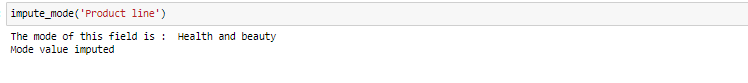 impute_mode('Product line')
The mode of this field is :  Health and beauty
Mode value imputed